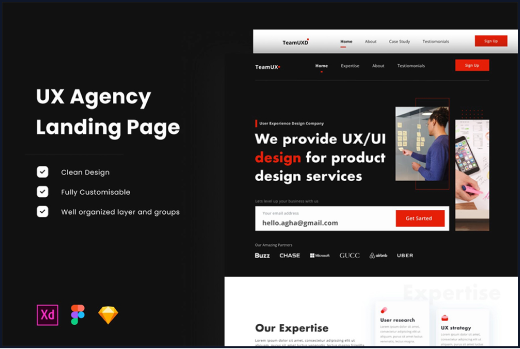 UX Agency
Landing Page
Clean Design
Fully Customisable
Well organized layer and groups
Xd
TeamUXD
Home
About
Case Study
Testimonials
Sign Up
TeamUX
Home
Expertise
About
Testimonials
Sign Up
User Experience Design Company
We provide UX/UI
design for product
design services
Lets level up your business with us
Your email address
hello.agha@gmail.com
Get Sarted
Our Amazing Partners
Buzz
CHASE
Microsoft
GUCC
airbnb
UBER
Expertise
Our Expertise
User research
UX strategy